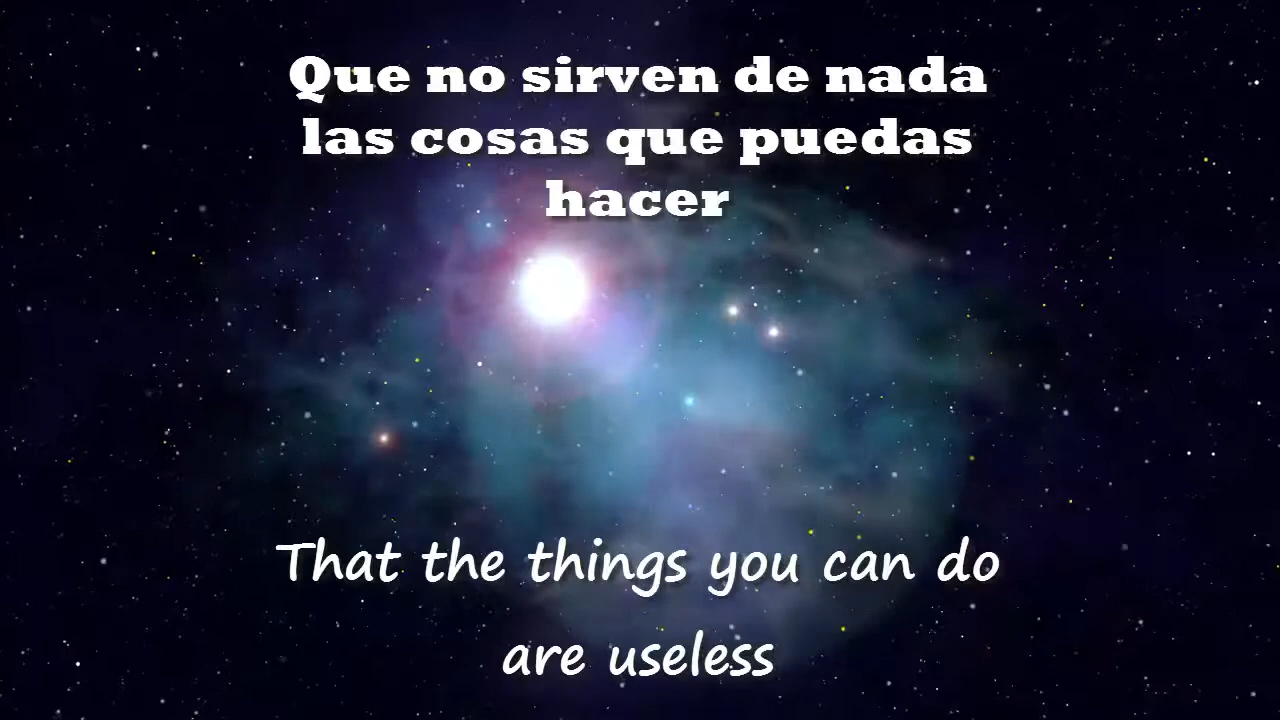 Que no sirven de nada
las cosas que puedas
hacer
That the things you can do
are useless